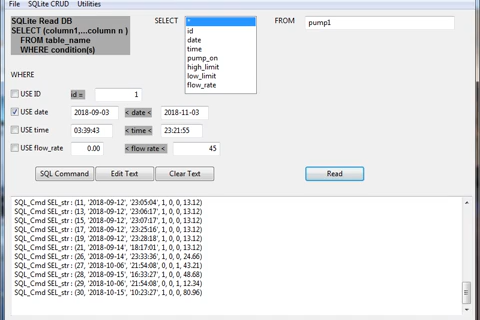 File SQLite CRUD Utilities
SQLite Read DB
SELECT (column1,...column n )
FROM table_name
WHERE condition(s)
SELECT
*
id
date
time
pump_on
high_limit
low_limit
flow_rate
FROM pump1
WHERE
USE ID id = 1
USE date 2018-09-03 < date < 2018-11-03
USE time 03:39:43 < time < 23:21:55
USE flow_rate 0.00 < flow rate < 45
SQL Command Edit Text Clear Text Read
SQL_Cmd SEL_str : (11, '2018-09-12', '23:05:04', 1, 0, 0, 13.12)
SQL_Cmd SEL_str : (13, '2018-09-12', '23:06:17', 1, 0, 0, 13.12)
SQL_Cmd SEL_str : (15, '2018-09-12', '23:07:17', 1, 0, 0, 13.12)
SQL_Cmd SEL_str : (17, '2018-09-12', '23:25:16', 1, 0, 0, 13.12)
SQL_Cmd SEL_str : (19, '2018-09-12', '23:28:18', 1, 0, 0, 13.12)
SQL_Cmd SEL_str : (21, '2018-09-14', '18:17:01', 1, 0, 0, 13.12)
SQL_Cmd SEL_str : (26, '2018-09-14', '23:33:36', 1, 0, 0, 24.66)
SQL_Cmd SEL_str : (27, '2018-10-06', '21:54:08', 0, 0, 1, 43.21)
SQL_Cmd SEL_str : (28, '2018-09-15', '16:33:27', 1, 0, 0, 48.68)
SQL_Cmd SEL_str : (29, '2018-10-06', '21:54:08', 0, 0, 1, 12.34)
SQL_Cmd SEL_str : (30, '2018-10-15', '10:23:27', 1, 0, 0, 80.96)